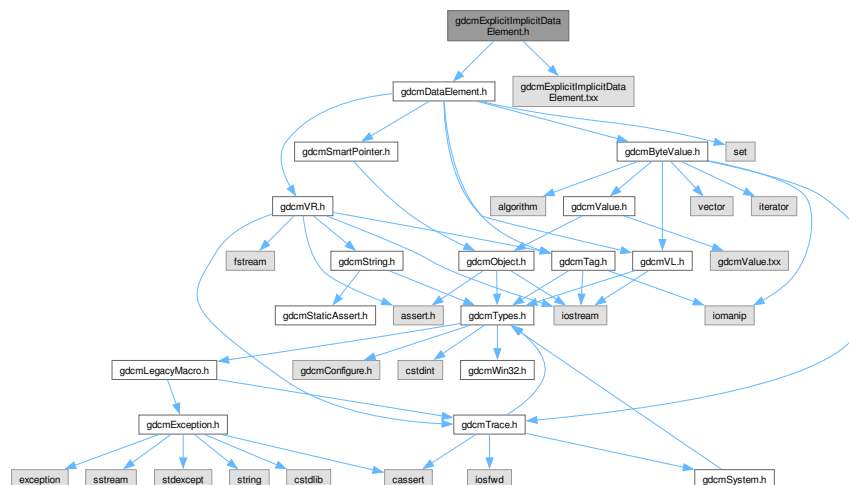 gdcmExplicitImplicitData
Element.h
gdcmDataElement.h
gdcmExplicitImplicitData
Element.txx
gdcmSmartPointer.h
gdcmByteValue.h
set
gdcmVR.h
algorithm
gdcmValue.h
vector
iterator
fstream
gdcmString.h
gdcmObject.h
gdcmTag.h
gdcmVL.h
gdcmValue.txx
gdcmStaticAssert.h
assert.h
gdcmTypes.h
iostream
iomanip
gdcmLegacyMacro.h
gdcmConfigure.h
cstdint
gdcmWin32.h
gdcmException.h
gdcmTrace.h
exception
sstream
stdexcept
string
cstdlib
cassert
iosfwd
gdcmSystem.h